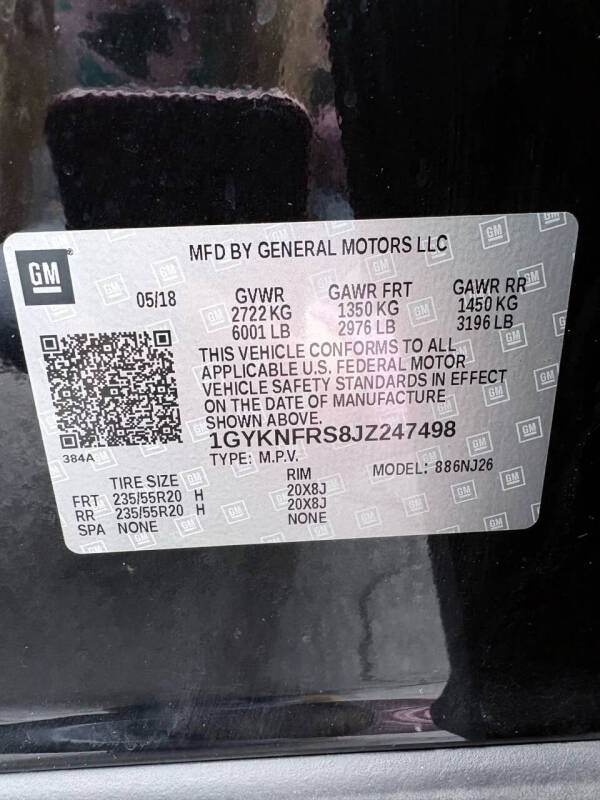 MFD BY GENERAL MOTORS LLC
GM
05/18
GVWR GAWR FRT GAWR RR
2722 KG 1350 KG 1450 KG
6001 LB 2976 LB 3196 LB
THIS VEHICLE CONFORMS TO ALL
APPLICABLE U.S. FEDERAL MOTOR
VEHICLE SAFETY STANDARDS IN EFFECT
ON THE DATE OF MANUFACTURE
SHOWN ABOVE.
1GYKNFRS8JZ247498
384A
TYPE: M.P.V. MODEL: 886NJ26
TIRE SIZE RIM
FRT 235/55R20 H 20X8J
RR 235/55R20 H 20X8J
SPA NONE NONE